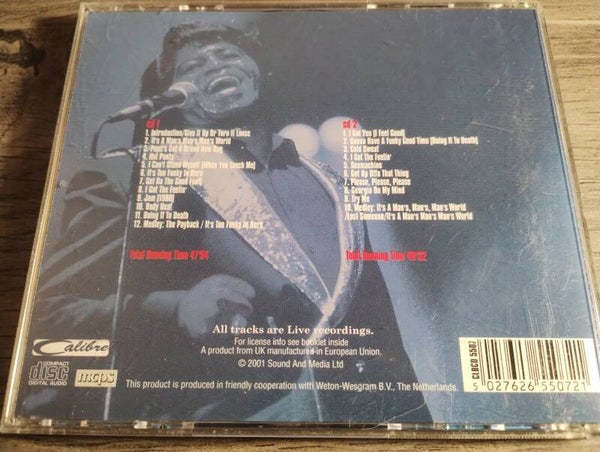 cd 1
1. Introduction/Give It Up Or Turn It Loose
2. It's A Man's, Man's, Man's World
3. Papa's Got A Brand New Bag
4. Hot Pants
5. I Can't Stand Myself [When You Touch Me]
6. It's Too Funky In Here
7. Get On The Good Foot
8. I Got The Feelin'
9. Jam [1980]
10. Body Heat
11. Doing It To Death
12. Medley: The Payback / It's Too Funky In Here
Total Running Time 47'54
cd 2
1. I Got You [I Feel Good]
2. Gonna Have A Funky Good Time [Doing It To Death]
3. Cold Sweat
4. I Got The Feelin'
5. Sexmachine
6. Get Up Offa That Thing
7. Please, Please, Please
8. Georgia On My Mind
9. Try Me
10. Medley: It's A Man's, Man's, Man's World
/Lost Someone/It's A Man's Man's Man's World
Total Running Time
All tracks are Live recordings.
For license info see booklet inside
A product from UK manufactured in European Union.
© 2001 Sound And Media Ltd
Calibre
COMPACT
disc
DIGITAL AUDIO
mcps
This product is produced in friendly cooperation with Weton-Wesgram B.V., The Netherlands.
CLBCD 5507
5 027626 550721